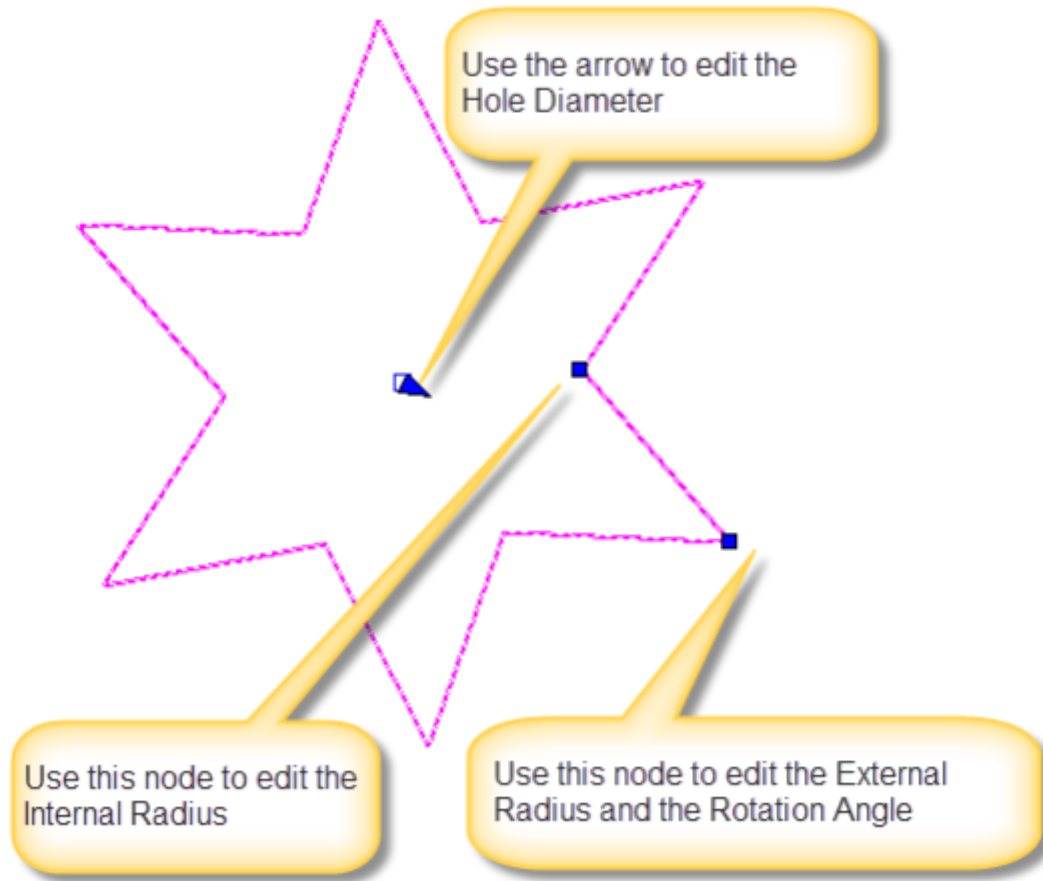 Use the arrow to edit the
Hole Diameter
Use this node to edit the
Internal Radius
Use this node to edit the External
Radius and the Rotation Angle